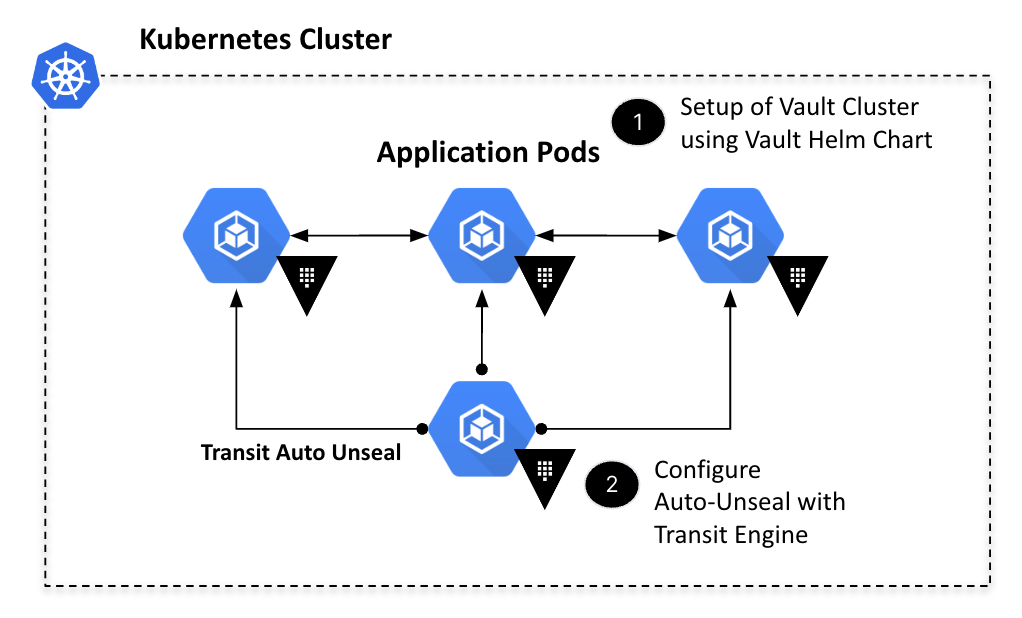 Kubernetes Cluster
1
Setup of Vault Cluster
using Vault Helm Chart
Application Pods
Transit Auto Unseal
2
Configure
Auto-Unseal with
Transit Engine